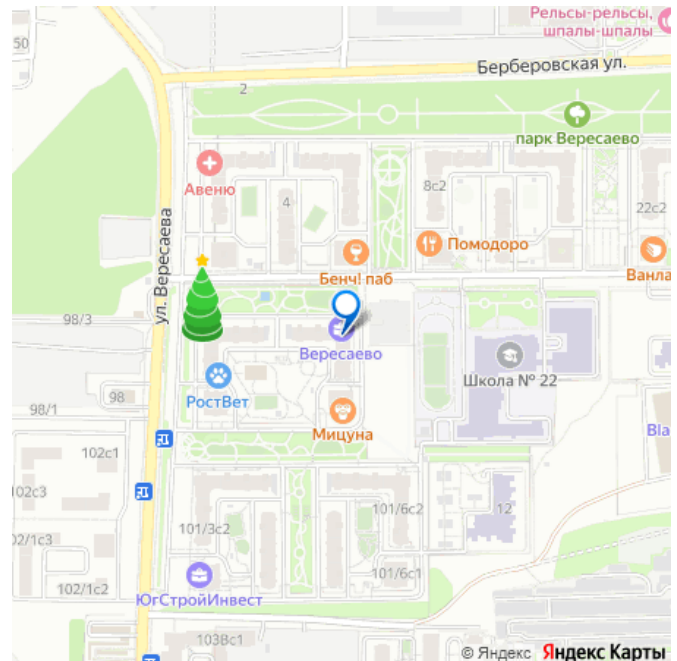 Рельсы-рельсы,
шпалы-шпалы
50
Берберовская ул.
2
парк Вересаево
Авеню
4
8с2
22с2
ул. Вересаева
Помодоро
Бенч! паб
Ванла
98/3
Вересаево
Школа № 22
98
РостВет
98/1
Мицуна
Bla
102с1
102с3
101/6с2
12
101/3с2
02/1с3
101/6с1
102/1с2
ЮгСтройИнвест
103Вс1
© Яндекс Яндекс Карты